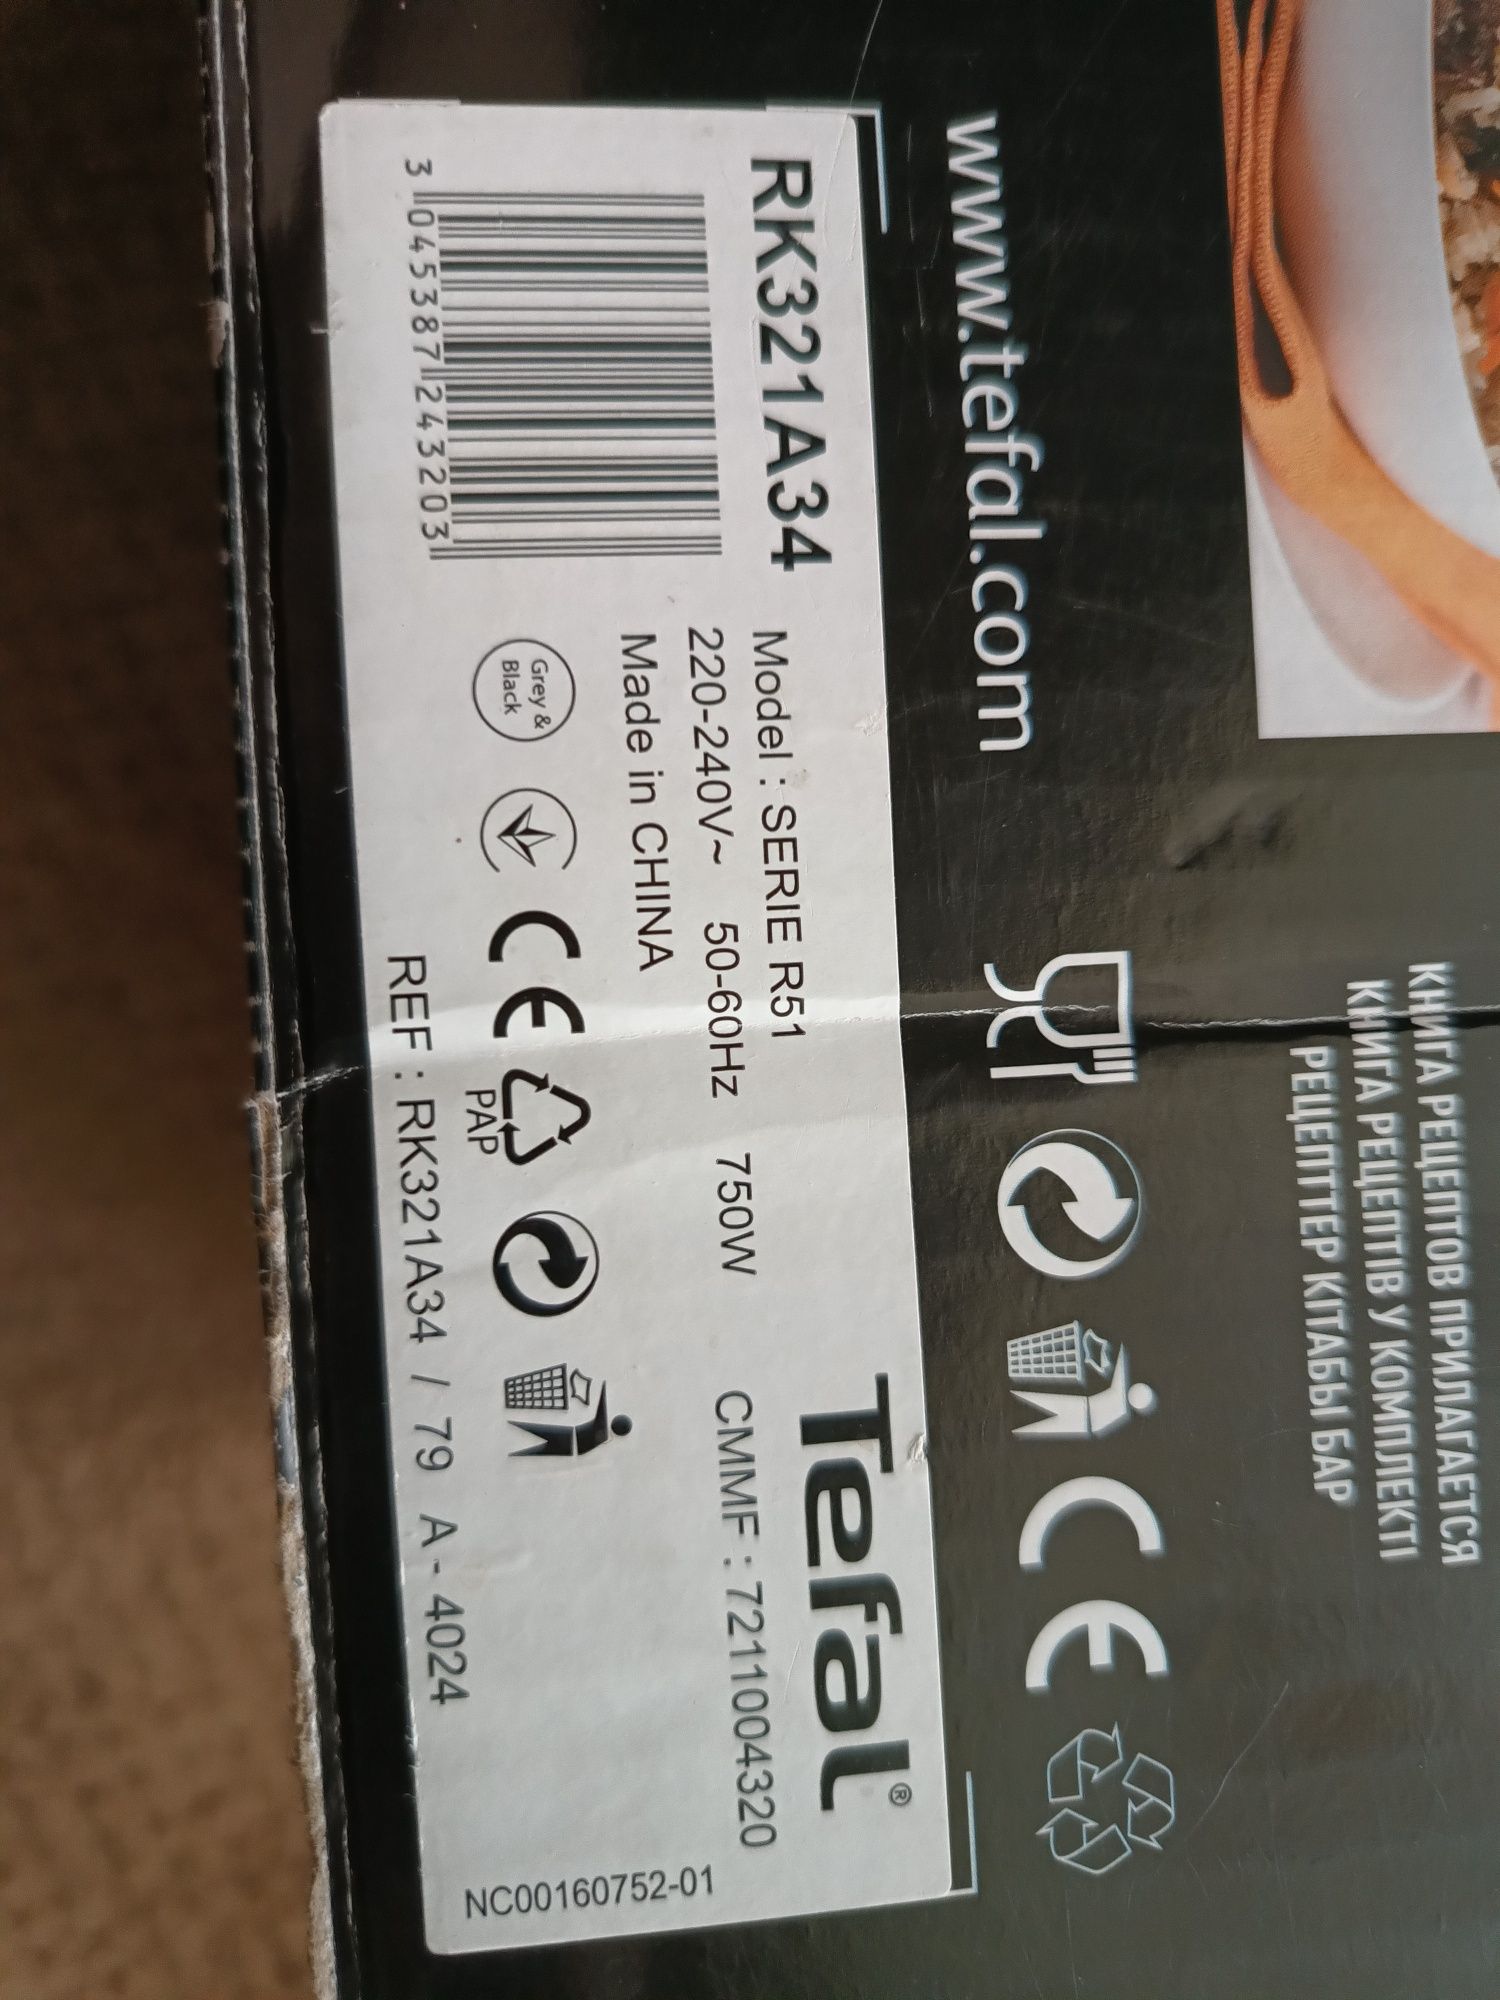 КНИГА РЕЦЕПТОВ ПРИЛАГАЕТСЯ
КНИГА РЕЦЕПТІВ У КОМПЛЕКТІ
РЕЦЕПТТЕР КІТАБЫ БАР
www.tefal.com
RK321A34
Tefal®
Model : SERIE R51
220-240V~ 50-60Hz 750W CMMF : 7211004320
Made in CHINA
Grey &
Black
PAP
3 045387 243203
REF : RK321A34 / 79 A - 4024
NC00160752-01